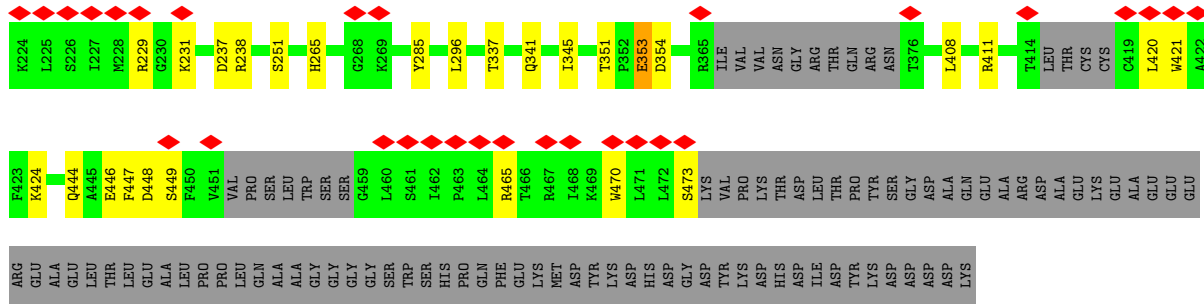 K224 L225 S226 I227 M228 R229 G230 K231 D237 R238 S251 H265 G268 K269 Y285 L296 T337 Q341 I345 T351 P352 E353 D354 R365 ILE VAL VAL ASN GLY ARG THR GLN ARG ASN T376 L408 R411 T414 LEU THR CYS CYS C419 L420 W421 A422
F423 K424 Q444 A445 E446 F447 D448 S449 F450 V451 VAL PRO SER LEU TRP SER SER G459 L460 S461 I462 P463 L464 R465 T466 R467 I468 K469 W470 L471 L472 S473 LYS VAL PRO LYS THR ASP LEU THR PRO TYR SER GLY ASP ALA GLN GLU ALA ARG ASP ALA GLU LYS GLU ALA GLU GLU GLU
ARG GLU ALA GLU LEU THR LEU GLU ALA LEU PRO PRO LEU GLN ALA ALA GLY GLY GLY GLY SER TRP SER HIS PRO GLN PHE GLU LYS MET ASP TYR LYS ASP HIS ASP GLY ASP TYR LYS ASP HIS ASP ILE ASP TYR LYS ASP ASP ASP ASP LYS